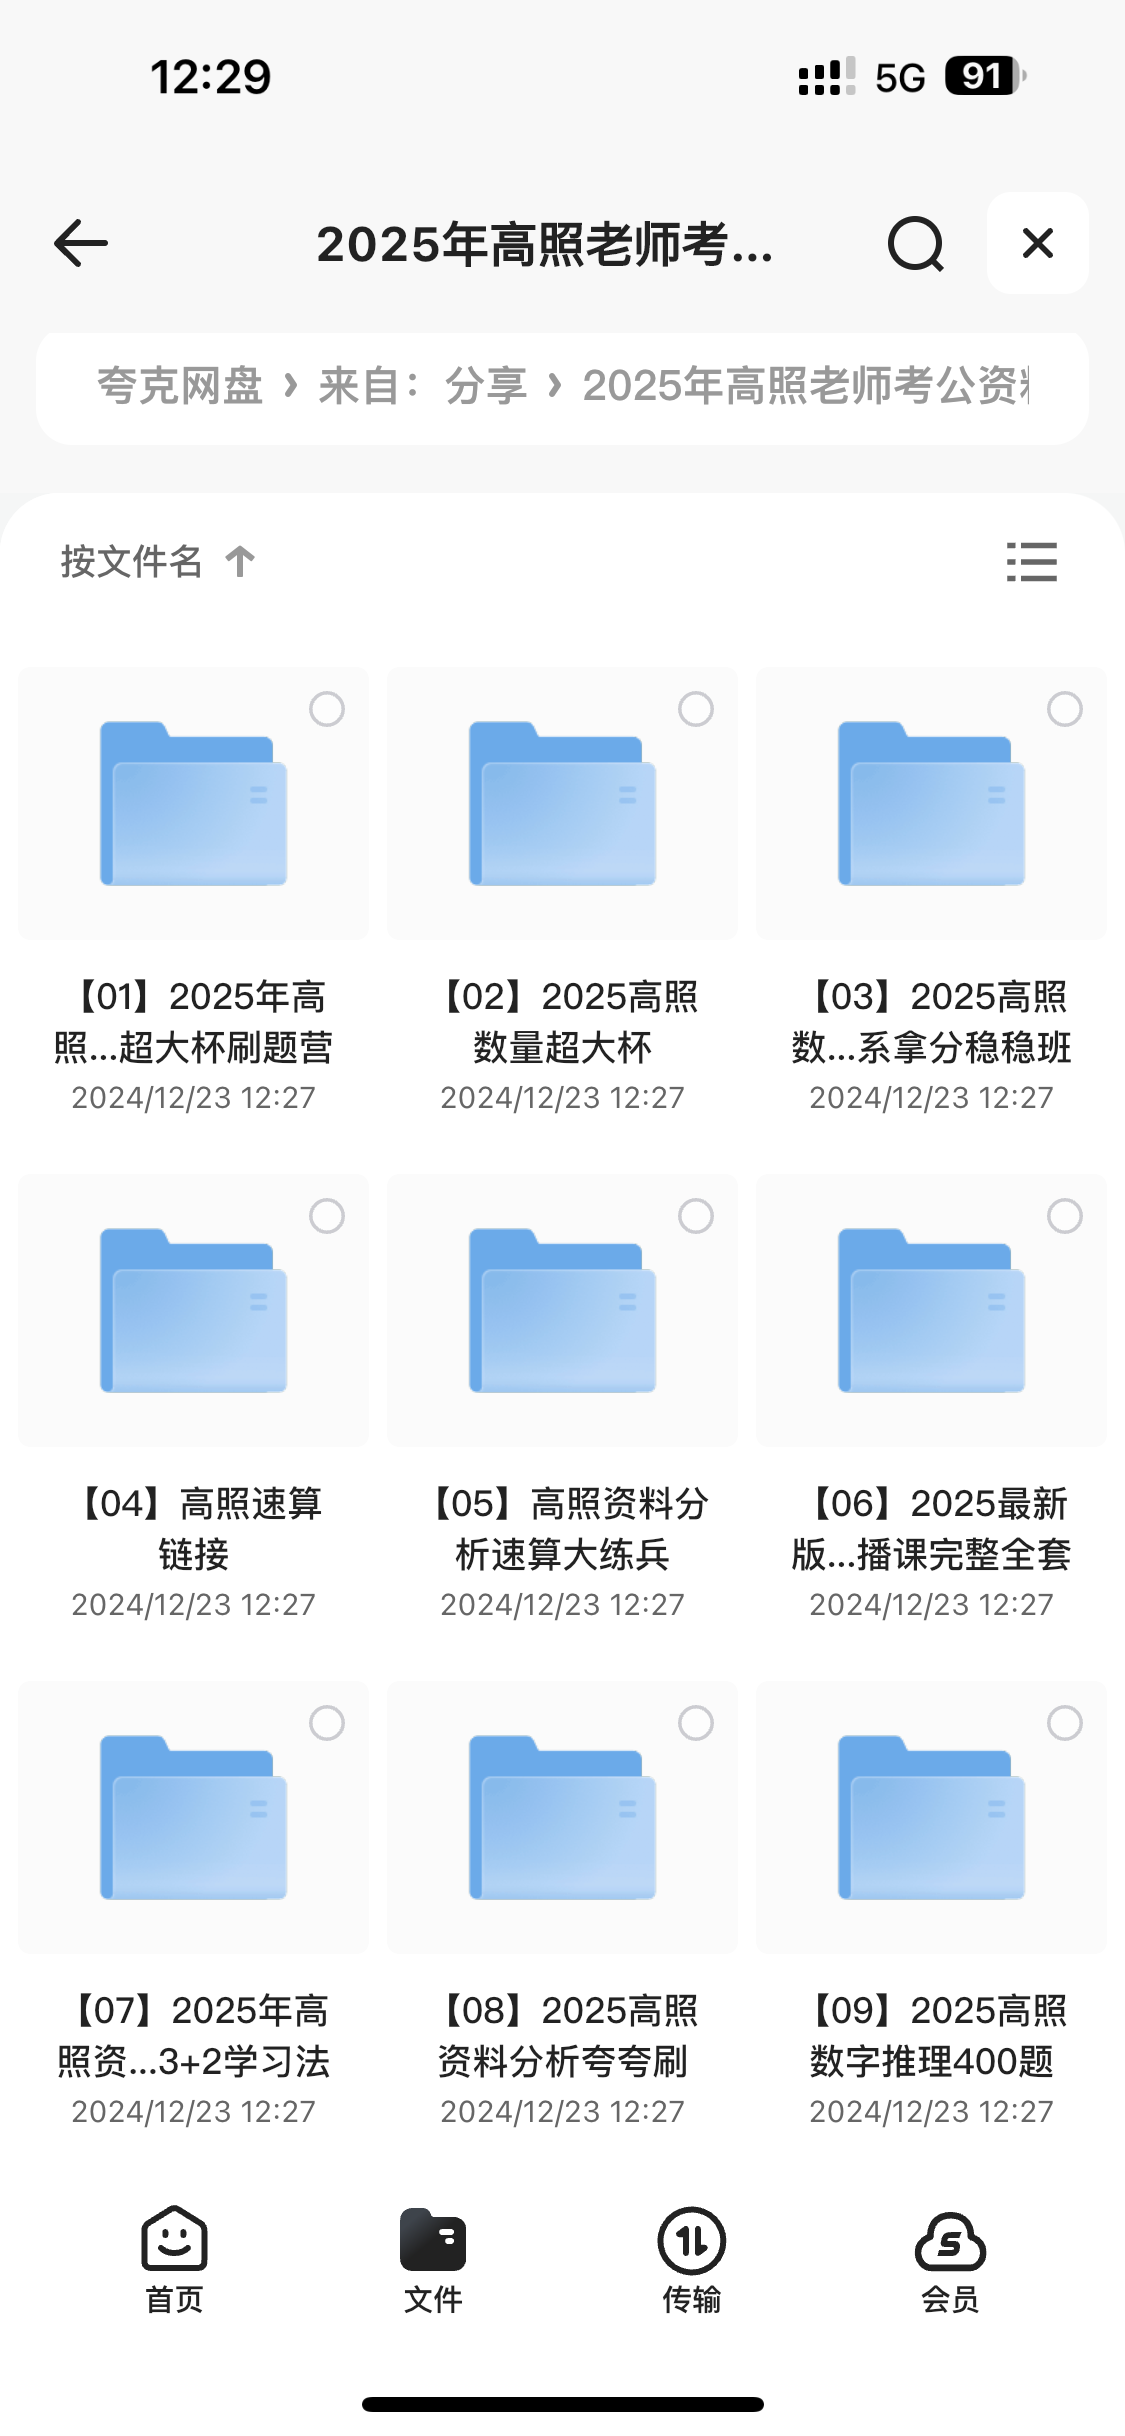 12:29
5G 91
2025年高照老师考...
夸克网盘 › 来自：分享 › 2025年高照老师考公资
按文件名 ↑
【01】2025年高
照...超大杯刷题营
2024/12/23 12:27
【02】2025高照
数量超大杯
2024/12/23 12:27
【03】2025高照
数...系拿分稳稳班
2024/12/23 12:27
【04】高照速算
链接
2024/12/23 12:27
【05】高照资料分
析速算大练兵
2024/12/23 12:27
【06】2025最新
版...播课完整全套
2024/12/23 12:27
【07】2025年高
照资...3+2学习法
2024/12/23 12:27
【08】2025高照
资料分析夸夸刷
2024/12/23 12:27
【09】2025高照
数字推理400题
2024/12/23 12:27
首页
文件
传输
会员